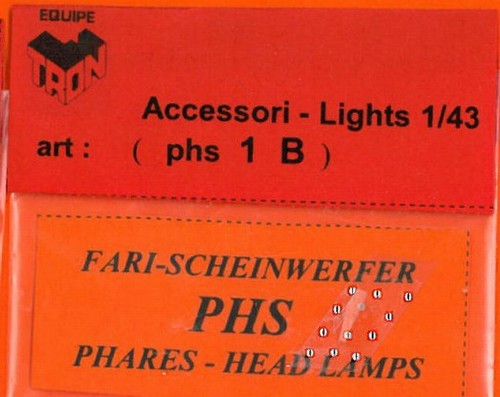 EQUIPE
TRON
Accessori - Lights 1/43
art : ( phs 1 B )
FARI-SCHEINWERFER
PHS
PHARES - HEAD LAMPS